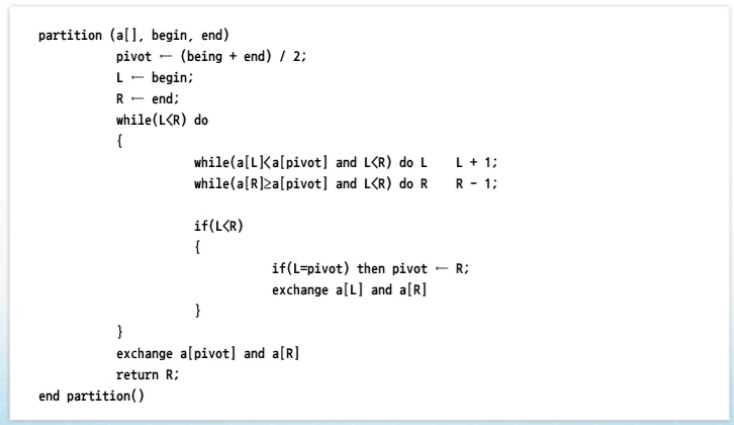 partition (a[], begin, end)
pivot ← (being + end) / 2;
L ← begin;
R ← end;
while(L<R) do
{
while(a[L]<a[pivot] and L<R) do L L + 1;
while(a[R]≥a[pivot] and L<R) do R R - 1;
if(L<R)
{
if(L=pivot) then pivot ← R;
exchange a[L] and a[R]
}
}
exchange a[pivot] and a[R]
return R;
end partition()